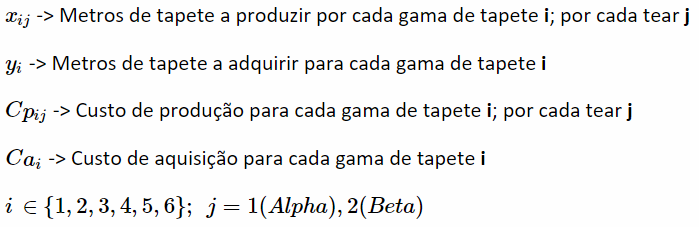 x_{ij} -> Metros de tapete a produzir por cada gama de tapete i; por cada tear j
y_i -> Metros de tapete a adquirir para cada gama de tapete i
Cp_{ij} -> Custo de produção para cada gama de tapete i; por cada tear j
Ca_i -> Custo de aquisição para cada gama de tapete i
i ∈ {1, 2, 3, 4, 5, 6}; j = 1(Alpha), 2(Beta)